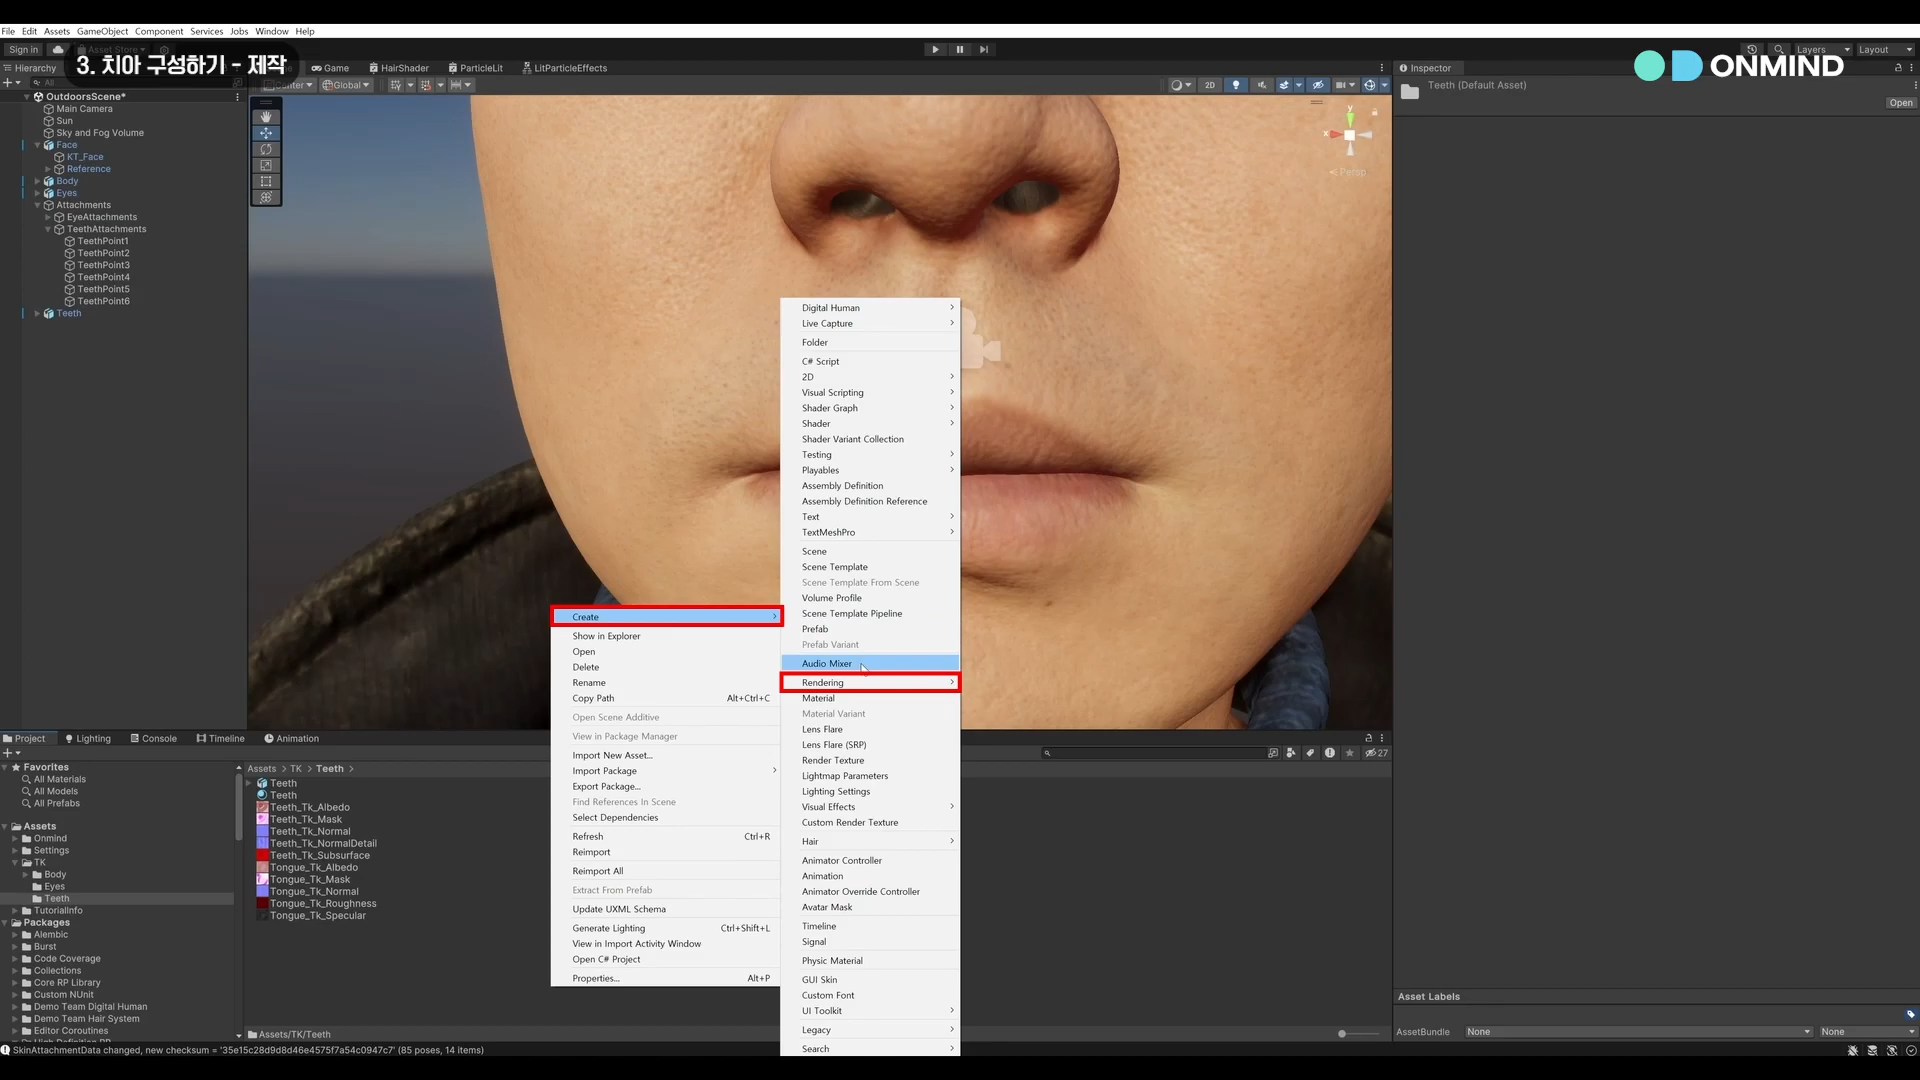 File Edit Assets GameObject Component Services Jobs Window Help
Sign in Asset Store
3. 치아 구성하기 - 제작
Layers Layout
ONMIND
Hierarchy
Game HairShader ParticleLit LitParticleEffects
Inspector
All
Center Global
2D
Teeth (Default Asset)
Open
OutdoorsScene*
Main Camera
Sun
Sky and Fog Volume
Face
KT_Face
Reference
Body
Eyes
Attachments
EyeAttachments
TeethAttachments
TeethPoint1
TeethPoint2
TeethPoint3
TeethPoint4
TeethPoint5
TeethPoint6
Teeth
y
x
Persp
Digital Human
Live Capture
Folder
C# Script
2D
Visual Scripting
Shader Graph
Shader
Shader Variant Collection
Testing
Playables
Assembly Definition
Assembly Definition Reference
Text
TextMeshPro
Scene
Scene Template
Scene Template From Scene
Volume Profile
Scene Template Pipeline
Prefab
Prefab Variant
Audio Mixer
Rendering
Material
Material Variant
Lens Flare
Lens Flare (SRP)
Render Texture
Lightmap Parameters
Lighting Settings
Visual Effects
Custom Render Texture
Hair
Animator Controller
Animation
Animator Override Controller
Avatar Mask
Timeline
Signal
Physic Material
GUI Skin
Custom Font
UI Toolkit
Legacy
Search
Create
Show in Explorer
Open
Delete
Rename
Copy Path Alt+Ctrl+C
Open Scene Additive
View in Package Manager
Import New Asset...
Import Package
Export Package...
Find References In Scene
Select Dependencies
Refresh Ctrl+R
Reimport
Reimport All
Extract From Prefab
Update UXML Schema
Generate Lighting Ctrl+Shift+L
View in Import Activity Window
Open C# Project
Properties... Alt+P
Project Lighting Console Timeline Animation
27
Favorites
All Materials
All Models
All Prefabs
Assets
Onmind
Settings
TK
Body
Eyes
Teeth
TutorialInfo
Packages
Alembic
Burst
Code Coverage
Collections
Core RP Library
Custom NUnit
Demo Team Digital Human
Demo Team Hair System
Editor Coroutines
Assets > TK > Teeth >
Teeth
Teeth
Teeth_Tk_Albedo
Teeth_Tk_Mask
Teeth_Tk_Normal
Teeth_Tk_NormalDetail
Teeth_Tk_Subsurface
Tongue_Tk_Albedo
Tongue_Tk_Mask
Tongue_Tk_Normal
Tongue_Tk_Roughness
Tongue_Tk_Specular
Assets/TK/Teeth
Asset Labels
AssetBundle None None
SkinAttachmentData changed, new checksum = '35e15c28d9d8d46e4575f7a54c0947c7' (85 poses, 14 items)